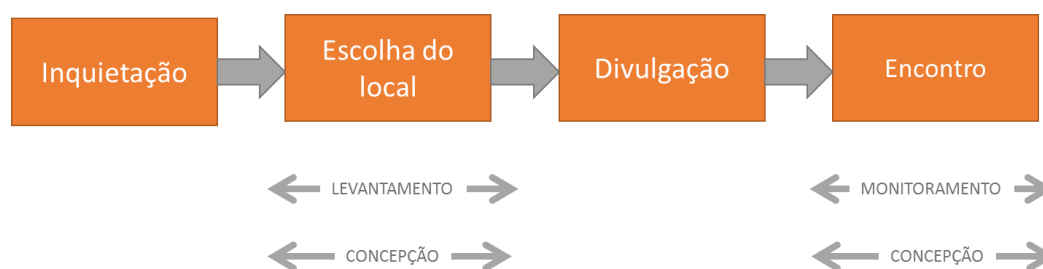 Inquietação
Escolha do
local
Divulgação
Encontro
LEVANTAMENTO
MONITORAMENTO
CONCEPÇÃO
CONCEPÇÃO